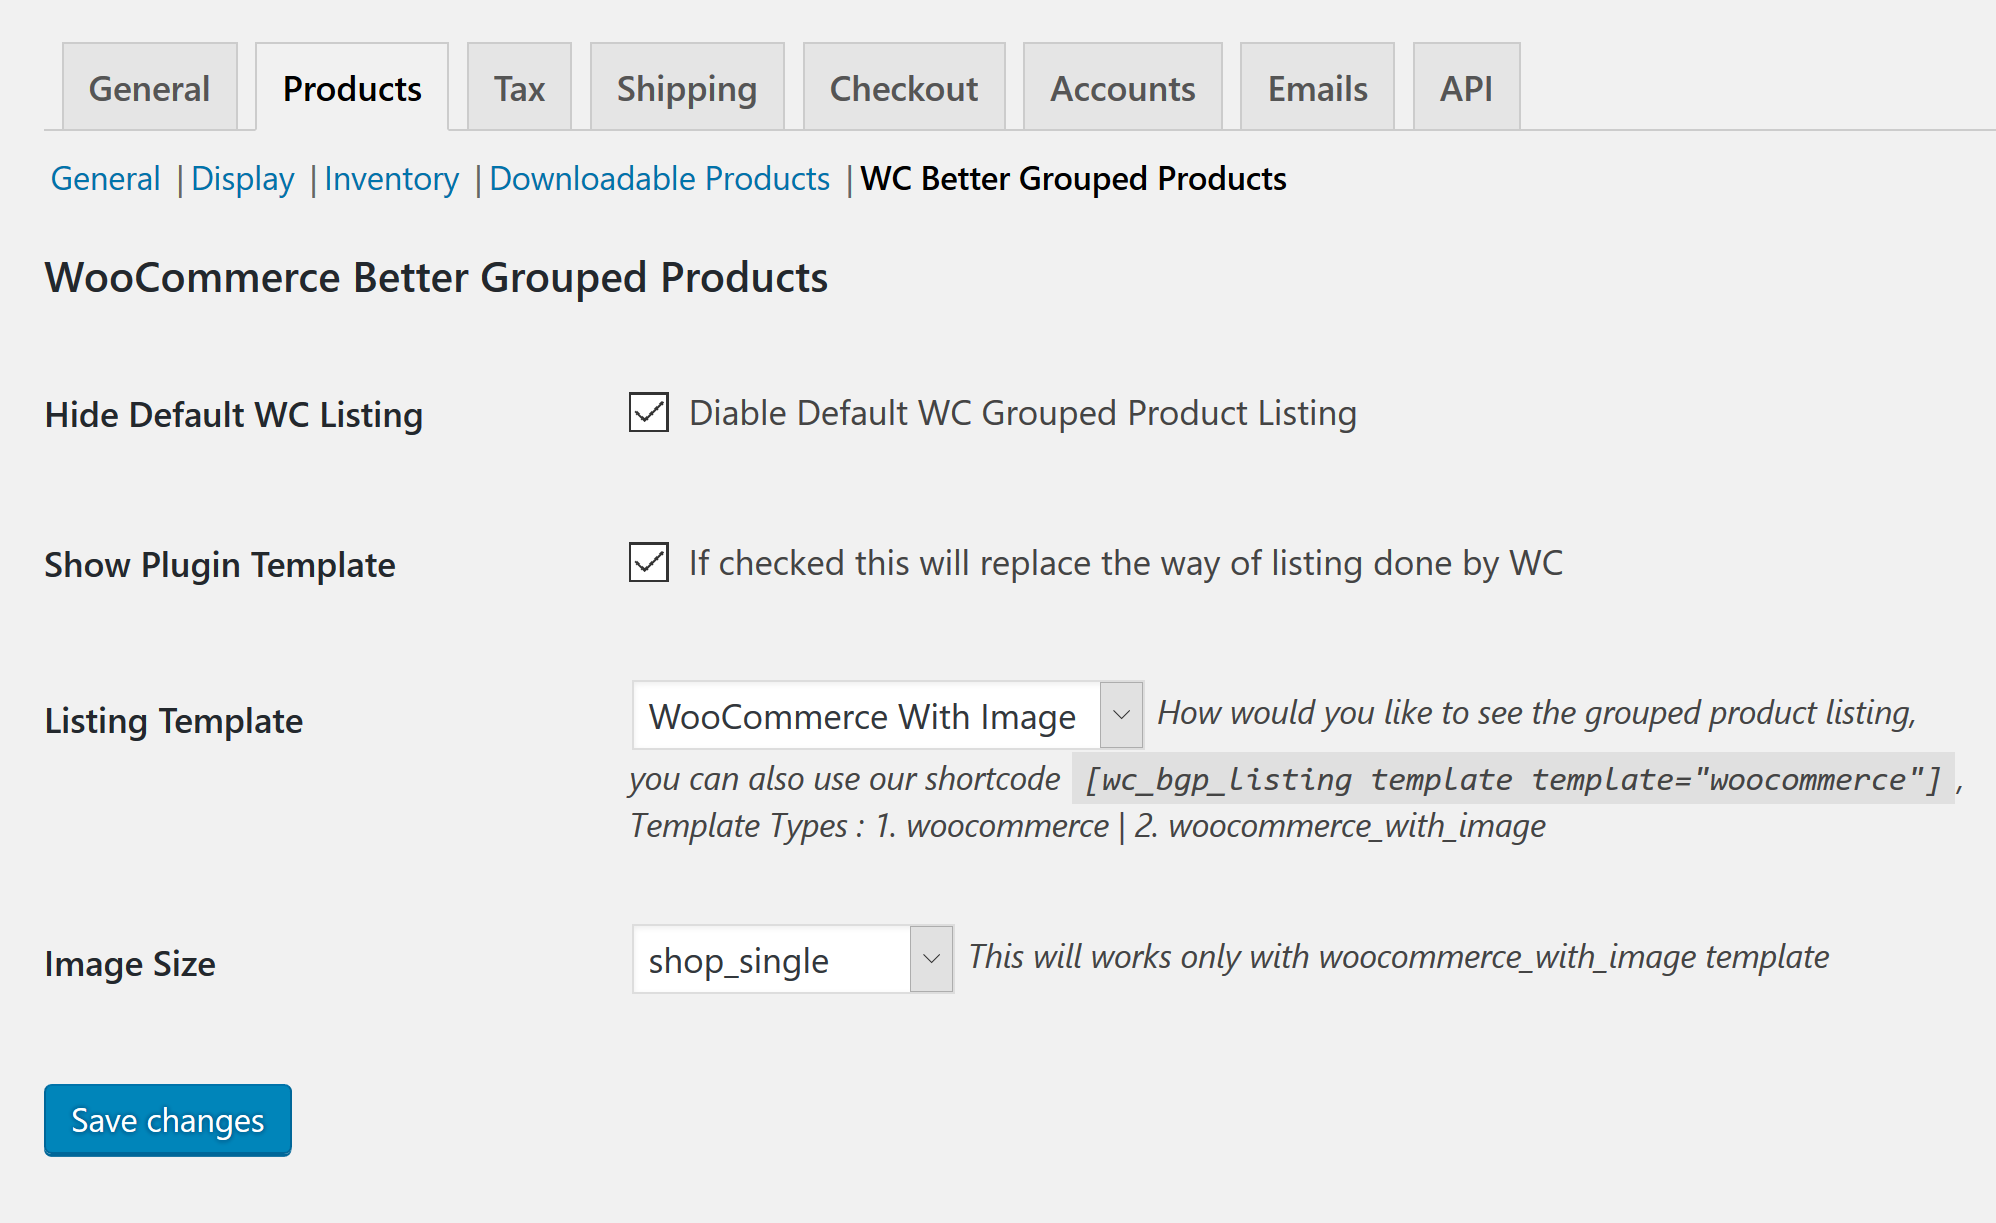 General Products Tax Shipping Checkout Accounts Emails API
General | Display | Inventory | Downloadable Products | WC Better Grouped Products
WooCommerce Better Grouped Products
Hide Default WC Listing Diable Default WC Grouped Product Listing
Show Plugin Template If checked this will replace the way of listing done by WC
Listing Template WooCommerce With Image How would you like to see the grouped product listing,
you can also use our shortcode [wc_bgp_listing template template="woocommerce"] ,
Template Types : 1. woocommerce | 2. woocommerce_with_image
Image Size shop_single This will works only with woocommerce_with_image template
Save changes